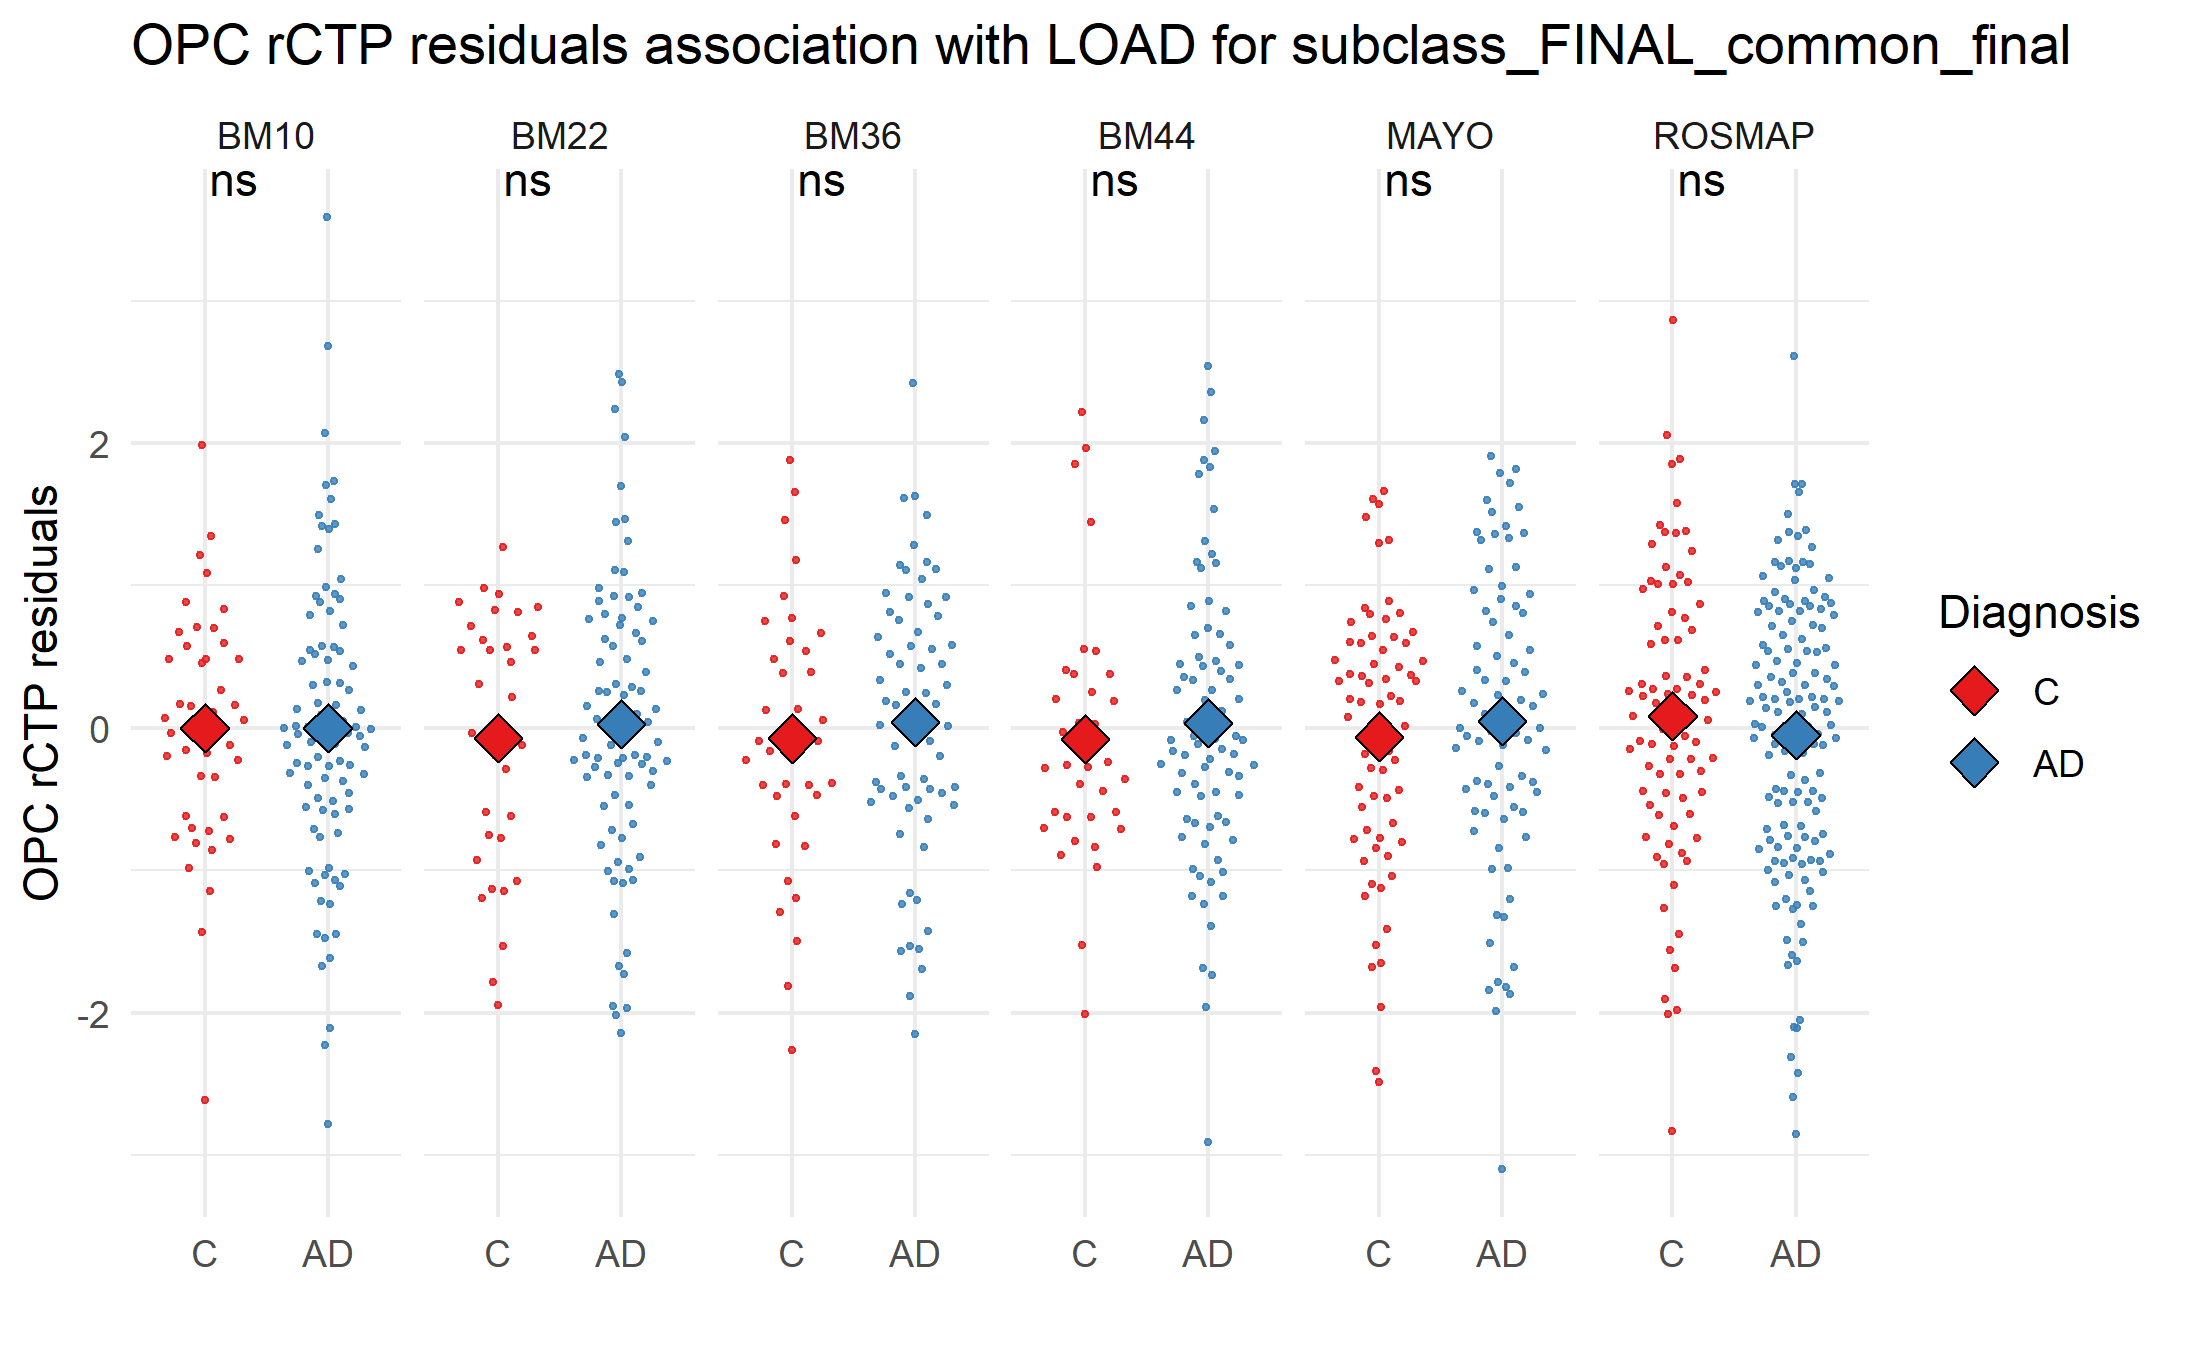 OPC rCTP residuals association with LOAD for subclass_FINAL_common_final
BM10 BM22 BM36 BM44 MAYO ROSMAP
ns ns ns ns ns ns
2
0
-2
OPC rCTP residuals
C AD C AD C AD C AD C AD C AD
Diagnosis
C
AD